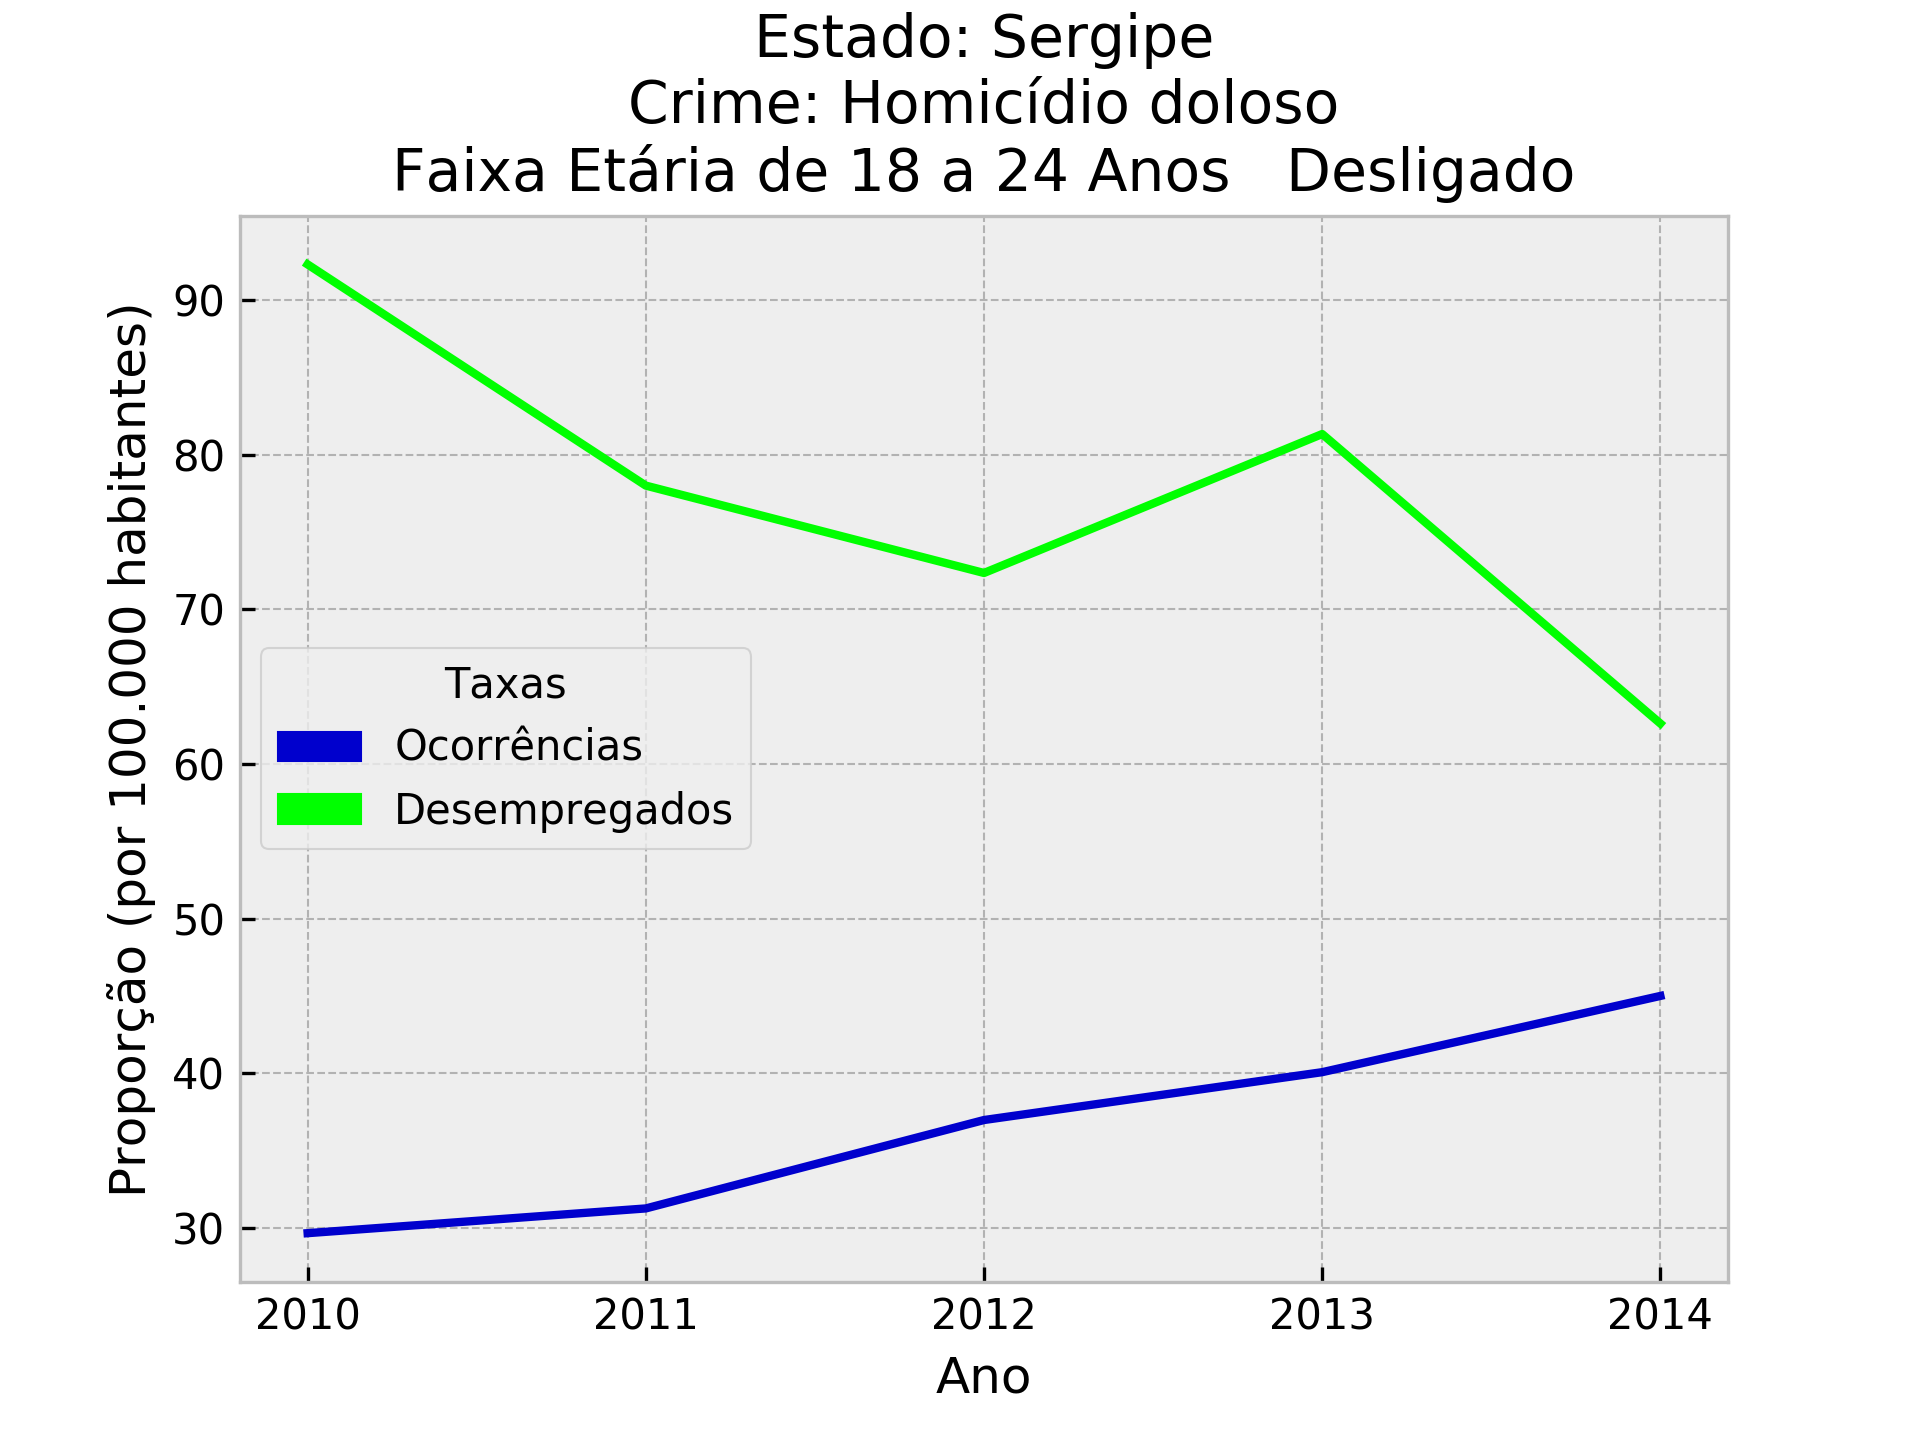 Estado: Sergipe
Crime: Homicídio doloso
Faixa Etária de 18 a 24 Anos   Desligado
Proporção (por 100.000 habitantes)
90
80
70
60
50
40
30
Taxas
Ocorrências
Desempregados
2010 2011 2012 2013 2014
Ano